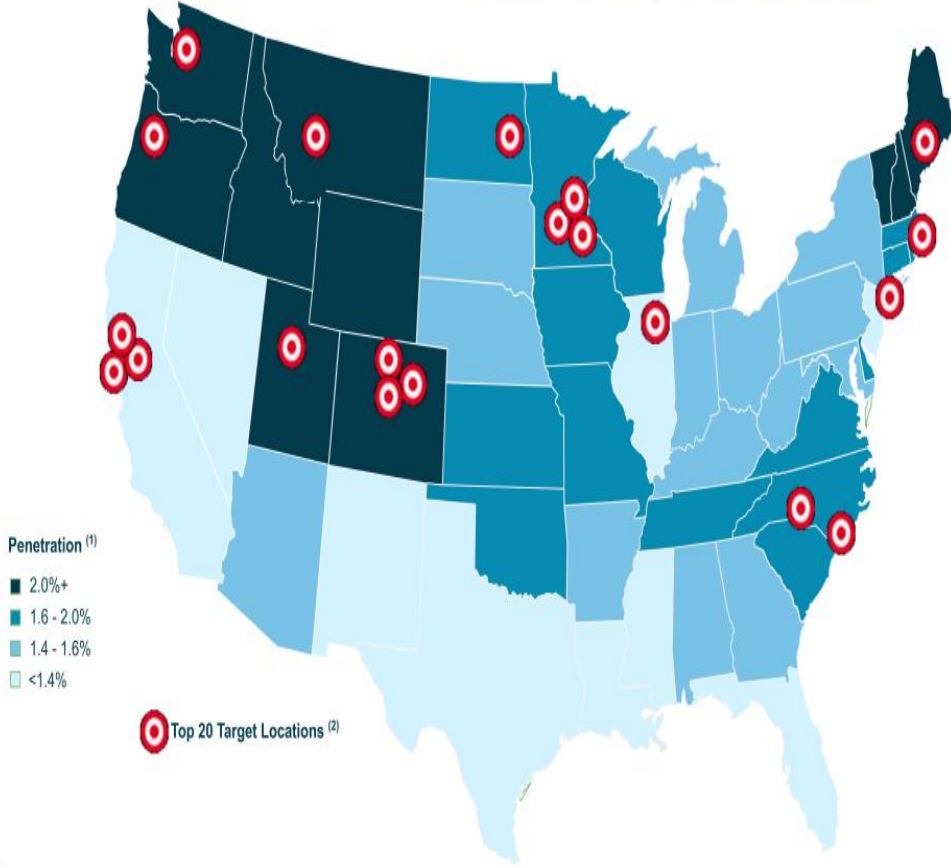 Penetration (1)
2.0%+
1.6 - 2.0%
1.4 - 1.6%
<1.4%
Top 20 Target Locations (2)